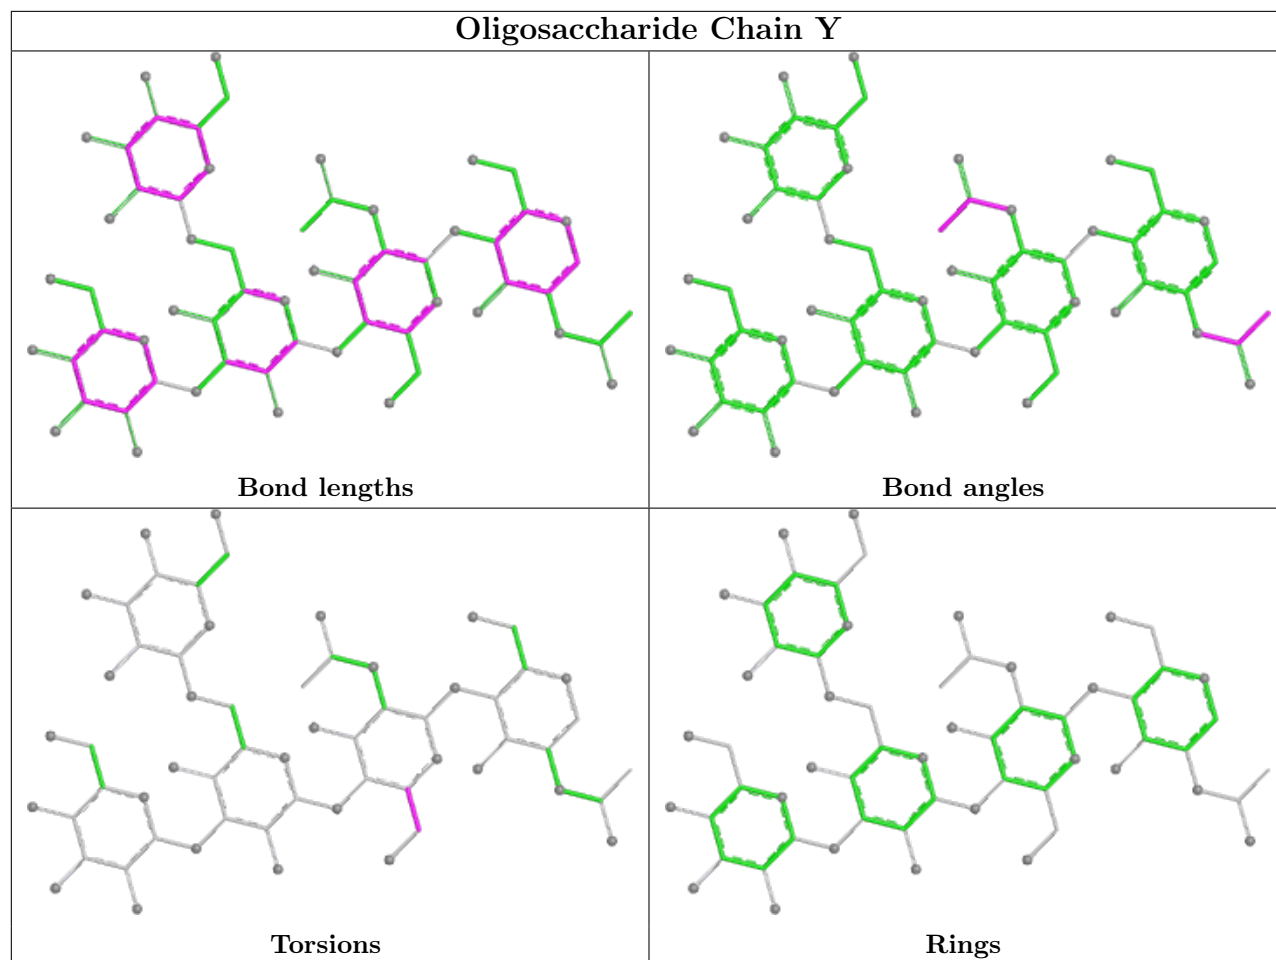 Oligosaccharide Chain Y
Bond lengths
Bond angles
Torsions
Rings